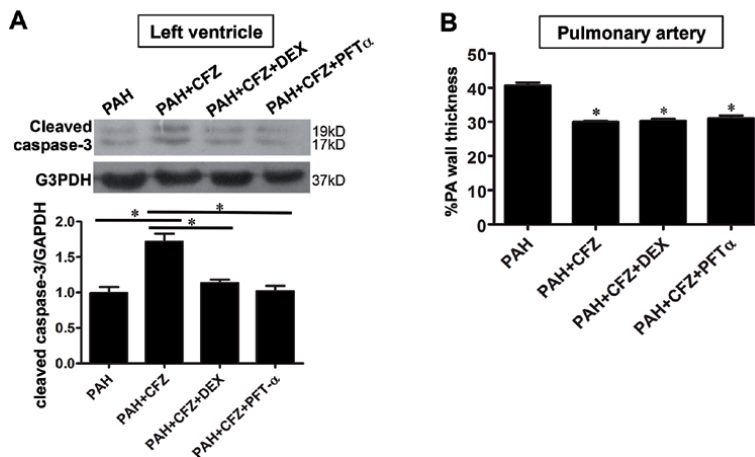 A
Left ventricle
PAH
PAH+CFZ
PAH+CFZ+DEX
PAH+CFZ+PFTα
Cleaved
caspase-3
19kD
17kD
G3PDH
37kD
cleaved caspase-3/GAPDH
2.0
1.5
1.0
0.5
0.0
*
*
*
PAH
PAH+CFZ
PAH+CFZ+DEX
PAH+CFZ+PFT-α
B
Pulmonary artery
%PA wall thickness
50
40
30
20
10
0
*
*
*
PAH
PAH+CFZ
PAH+CFZ+DEX
PAH+CFZ+PFTα